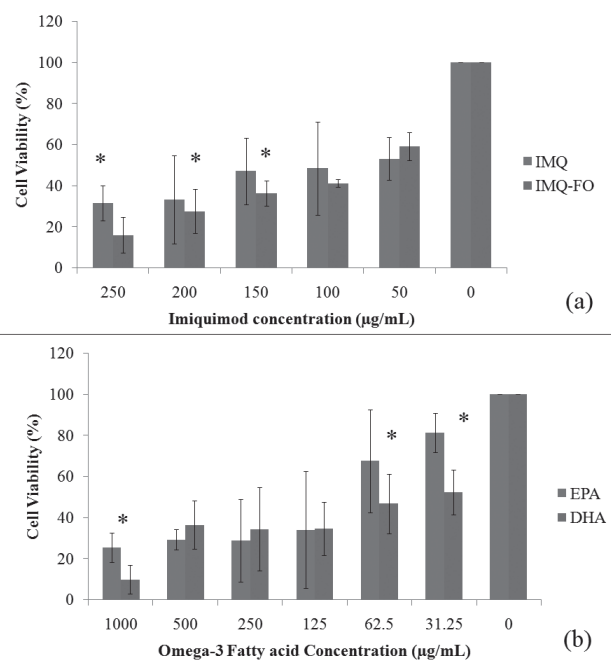 120
100
80
60
40
20
0
Cell Viability (%)
*
*
*
250 200 150 100 50 0
Imiquimod concentration (µg/mL)
IMQ
IMQ-FO
(a)
120
100
80
60
40
20
0
Cell Viability (%)
*
*
*
1000 500 250 125 62.5 31.25 0
Omega-3 Fatty acid Concentration (µg/mL)
EPA
DHA
(b)